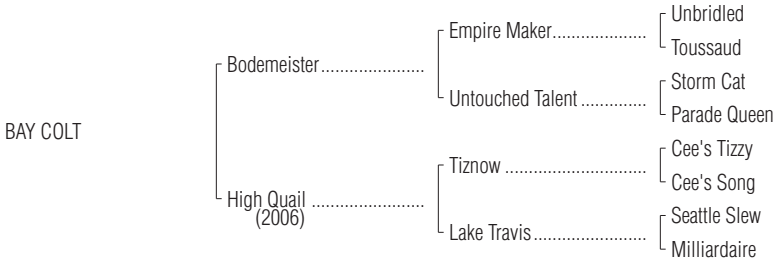 Unbridled
Empire Maker.....................
Toussaud
Bodemeister......................
Storm Cat
Untouched Talent ..............
Parade Queen
BAY COLT
Cee's Tizzy
Tiznow ..............................
Cee's Song
High Quail ........................
(2006)
Seattle Slew
Lake Travis........................
Milliardaire